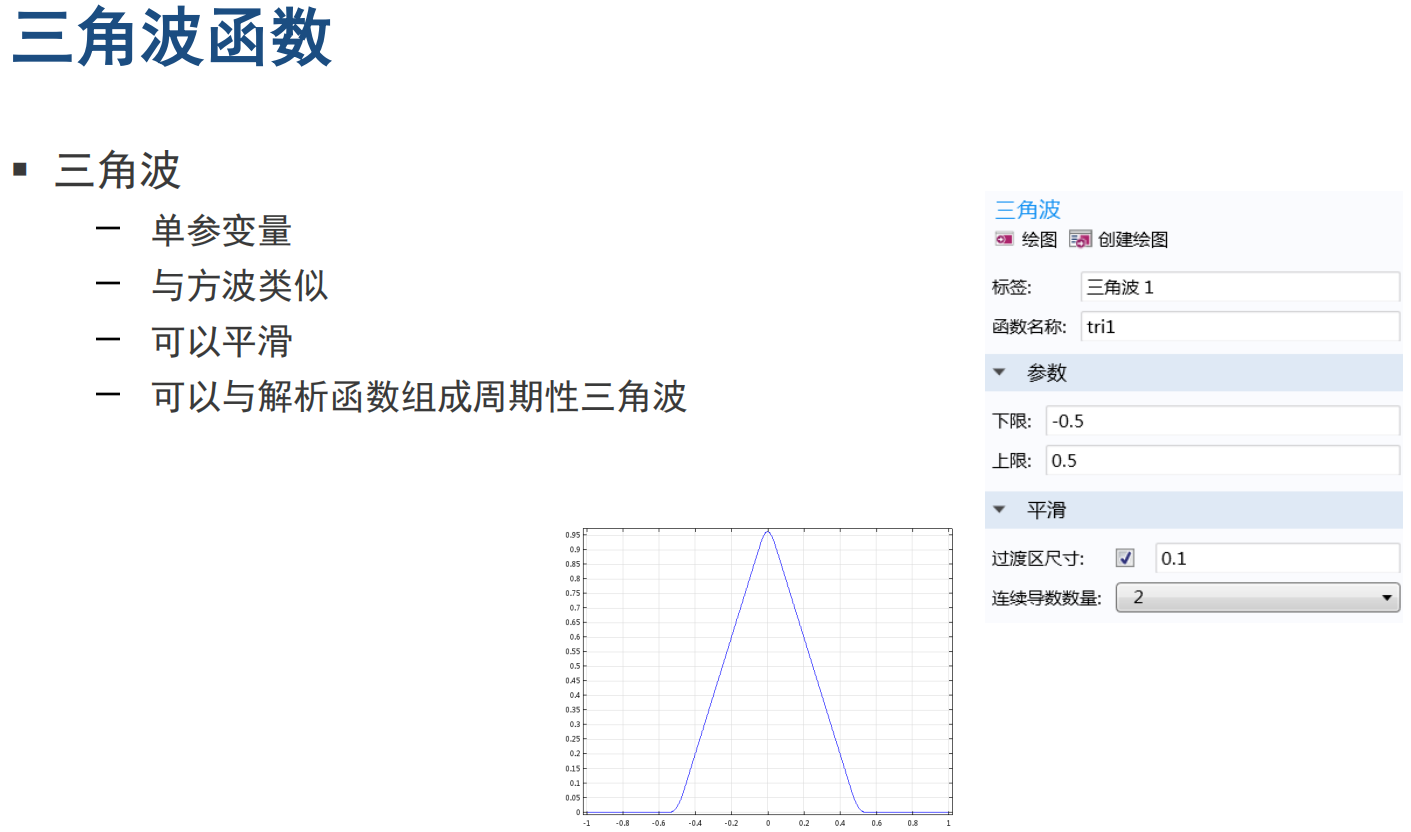 三角波函数
▪ 三角波
— 单参变量
— 与方波类似
— 可以平滑
— 可以与解析函数组成周期性三角波
三角波
绘图 创建绘图
标签: 三角波 1
函数名称: tri1
参数
下限: -0.5
上限: 0.5
平滑
过渡区尺寸: 0.1
连续导数数量: 2
0.95
0.9
0.85
0.8
0.75
0.7
0.65
0.6
0.55
0.5
0.45
0.4
0.35
0.3
0.25
0.2
0.15
0.1
0.05
0
-1 -0.8 -0.6 -0.4 -0.2 0 0.2 0.4 0.6 0.8 1